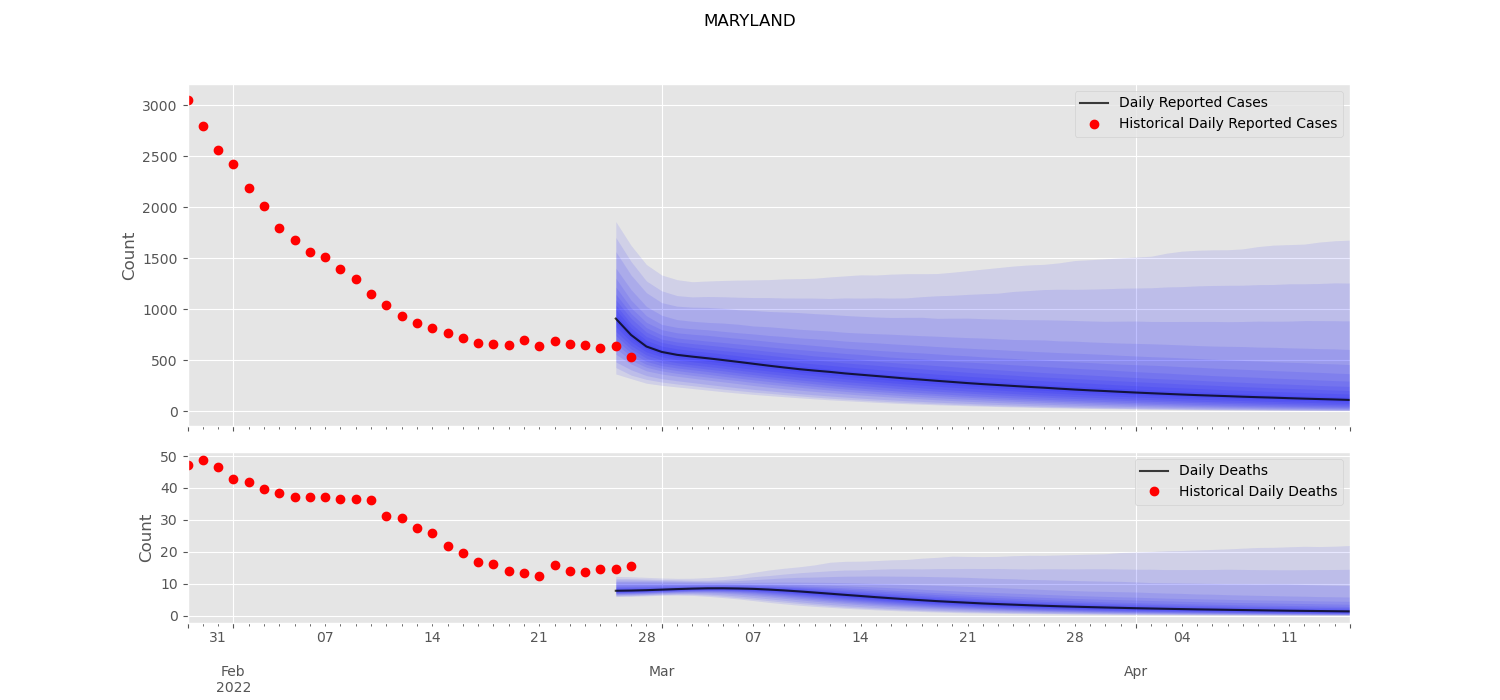 MARYLAND
Daily Reported Cases
Historical Daily Reported Cases
3000
2500
2000
1500
1000
500
0
Count
Daily Deaths
Historical Daily Deaths
50
40
30
20
10
0
Count
31 07 14 21 28 07 14 21 28 04 11
Feb Mar Apr
2022